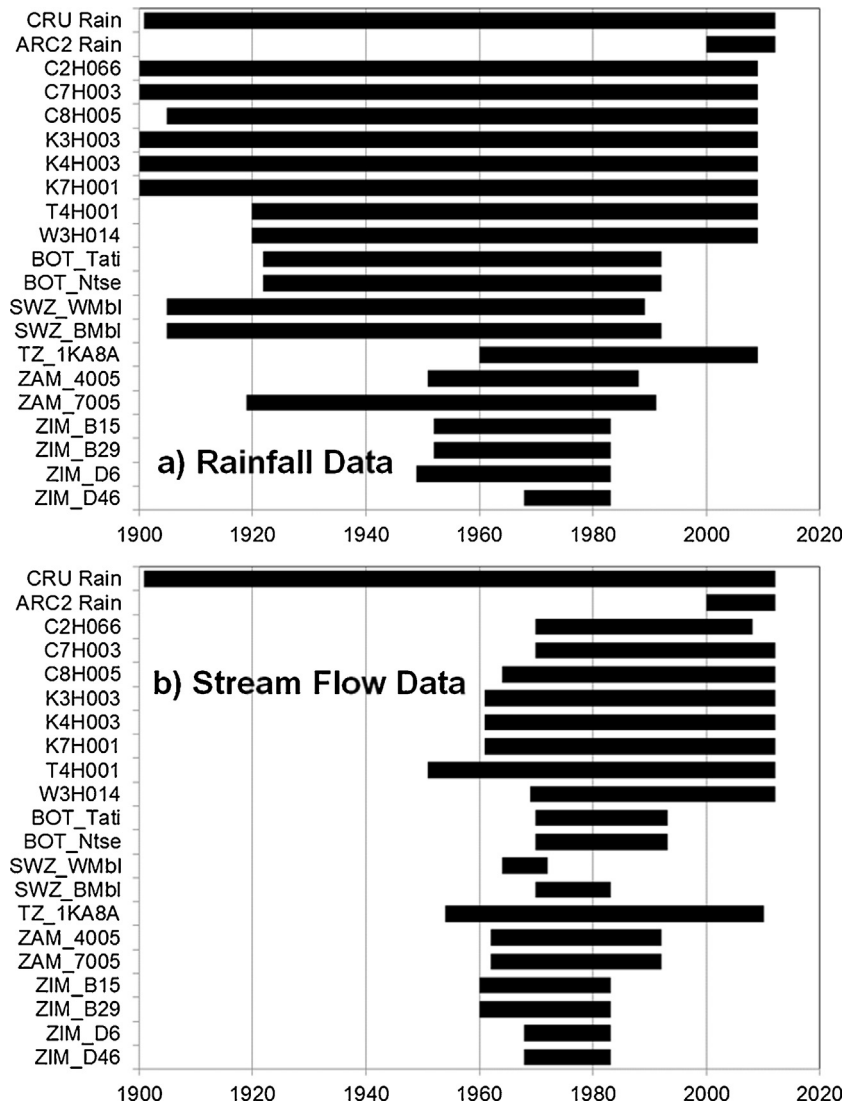 CRU Rain
ARC2 Rain
C2H066
C7H003
C8H005
K3H003
K4H003
K7H001
T4H001
W3H014
BOT_Tati
BOT_Ntse
SWZ_WMbl
SWZ_BMbl
TZ_1KA8A
ZAM_4005
ZAM_7005
ZIM_B15
ZIM_B29
a) Rainfall Data
ZIM_D6
ZIM_D46
1900 1920 1940 1960 1980 2000 2020
CRU Rain
ARC2 Rain
C2H066
C7H003
C8H005
b) Stream Flow Data
K3H003
K4H003
K7H001
T4H001
W3H014
BOT_Tati
BOT_Ntse
SWZ_WMbl
SWZ_BMbl
TZ_1KA8A
ZAM_4005
ZAM_7005
ZIM_B15
ZIM_B29
ZIM_D6
ZIM_D46
1900 1920 1940 1960 1980 2000 2020